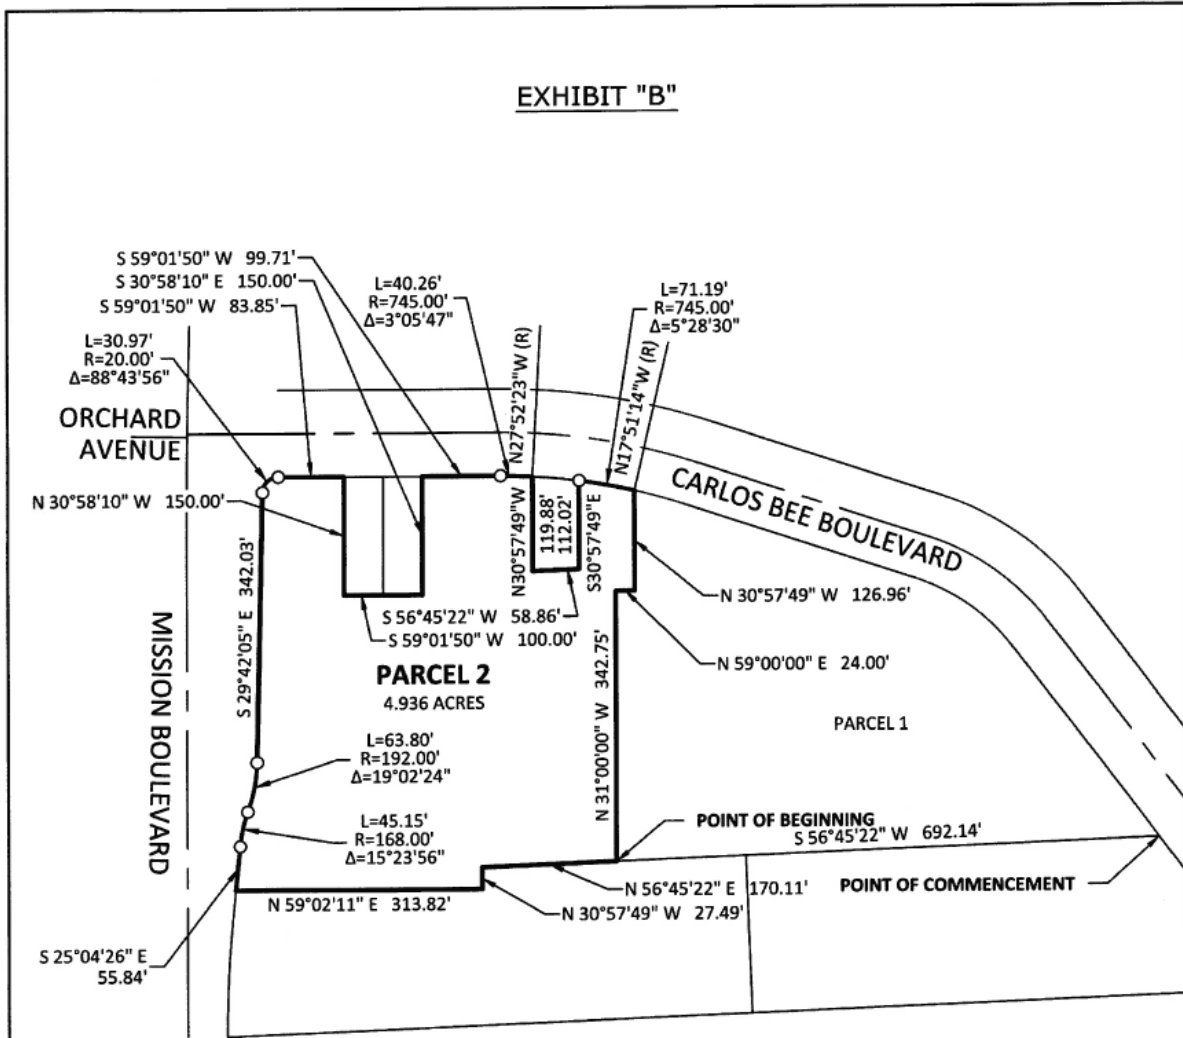 EXHIBIT "B"
S 59°01'50" W 99.71'
S 30°58'10" E 150.00'
S 59°01'50" W 83.85'
L=30.97'
R=20.00'
Δ=88°43'56"
L=40.26'
R=745.00'
Δ=3°05'47"
L=71.19'
R=745.00'
Δ=5°28'30"
N27°52'23"W (R)
N17°51'14"W (R)
ORCHARD
AVENUE
CARLOS BEE BOULEVARD
N 30°58'10" W 150.00'
N30°57'49"W
119.88'
112.02'
S30°57'49"E
S 29°42'05" E 342.03'
N 30°57'49" W 126.96'
S 56°45'22" W 58.86'
S 59°01'50" W 100.00'
N 59°00'00" E 24.00'
MISSION BOULEVARD
PARCEL 2
4.936 ACRES
N 31°00'00" W 342.75'
PARCEL 1
L=63.80'
R=192.00'
Δ=19°02'24"
L=45.15'
R=168.00'
Δ=15°23'56"
POINT OF BEGINNING
S 56°45'22" W 692.14'
N 56°45'22" E 170.11'
POINT OF COMMENCEMENT
N 59°02'11" E 313.82'
N 30°57'49" W 27.49'
S 25°04'26" E
55.84'